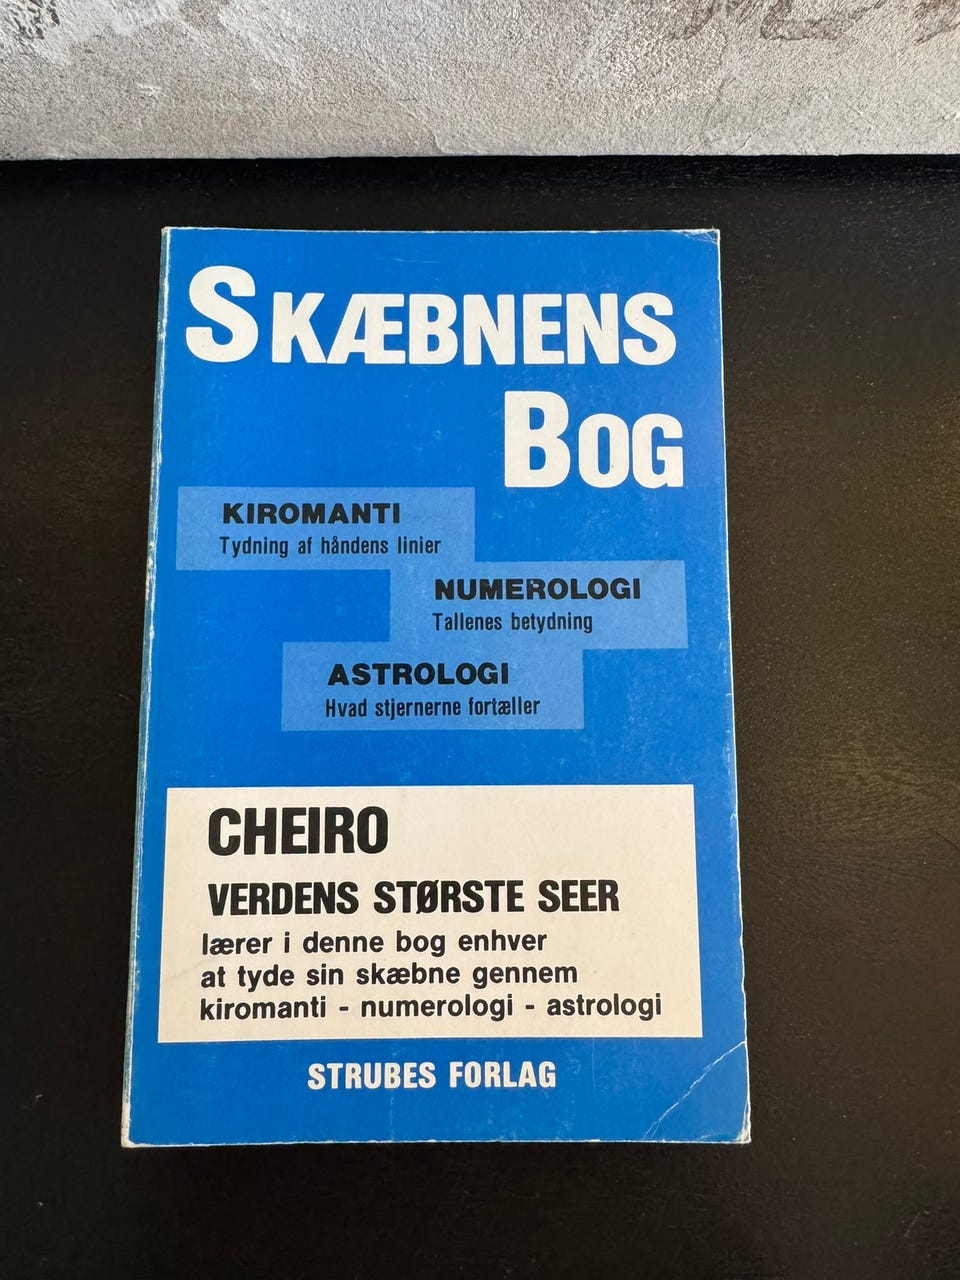 SKÆBNENS
BOG
KIROMANTI
Tydning af håndens linier
NUMEROLOGI
Tallenes betydning
ASTROLOGI
Hvad stjernerne fortæller
CHEIRO
VERDENS STØRSTE SEER
lærer i denne bog enhver
at tyde sin skæbne gennem
kiromanti - numerologi - astrologi
STRUBES FORLAG